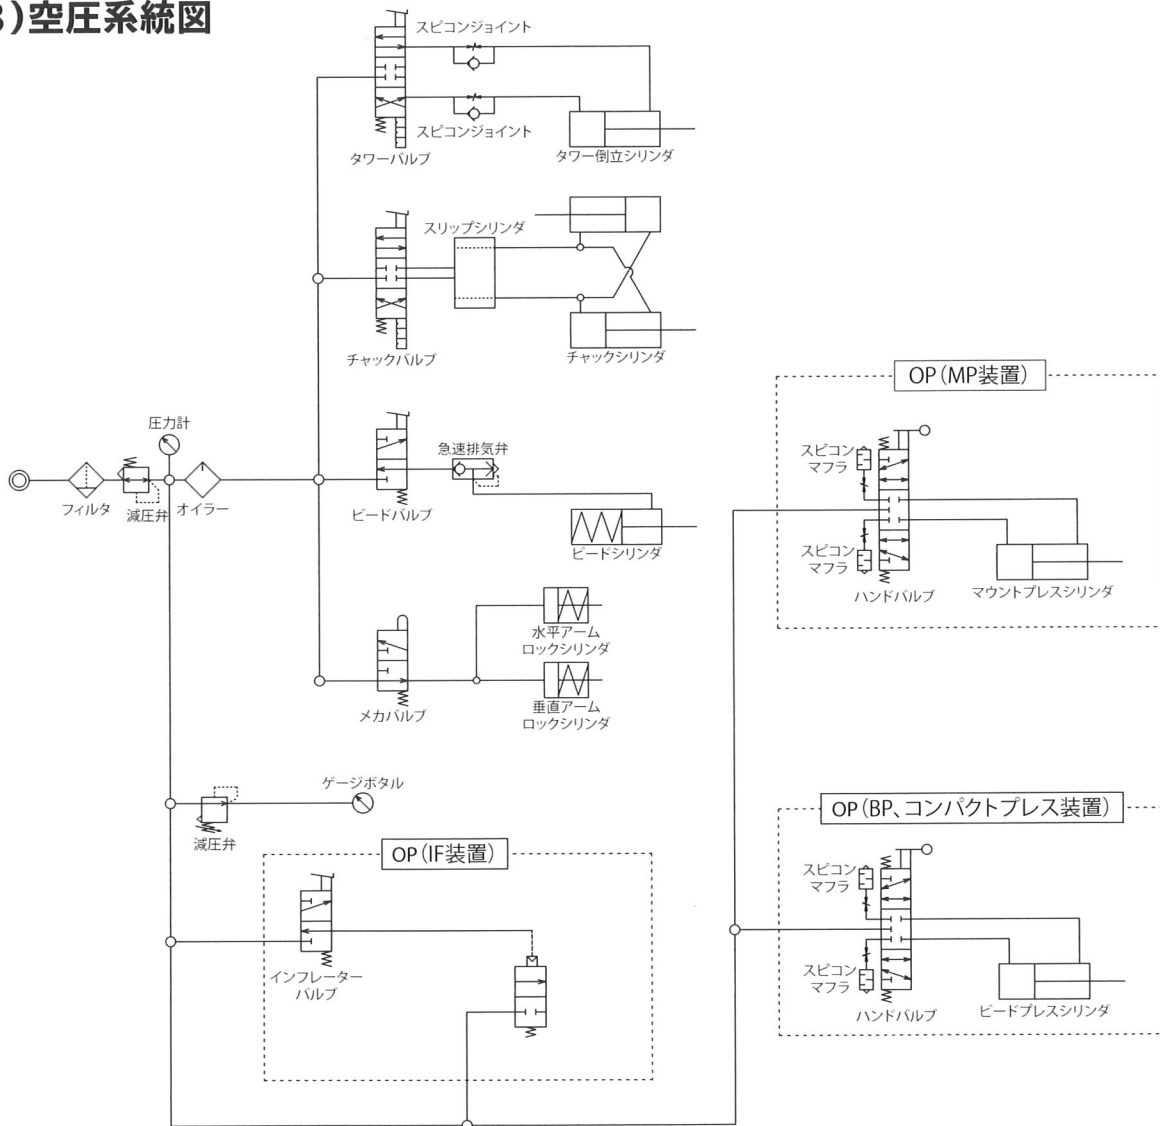 3)空圧系統図
スピコンジョイント
スピコンジョイント
タワーバルブ
タワー倒立シリンダ
スリップシリンダ
チャックバルブ
チャックシリンダ
圧力計
フィルタ
減圧弁
オイラー
急速排気弁
ビードバルブ
ビードシリンダ
水平アーム
ロックシリンダ
垂直アーム
ロックシリンダ
メカバルブ
ゲージボタル
減圧弁
OP(IF装置)
インフレーター
バルブ
OP(MP装置)
スピコン
マフラ
スピコン
マフラ
ハンドバルブ
マウントプレスシリンダ
OP(BP、コンパクトプレス装置)
スピコン
マフラ
スピコン
マフラ
ハンドバルブ
ビードプレスシリンダ